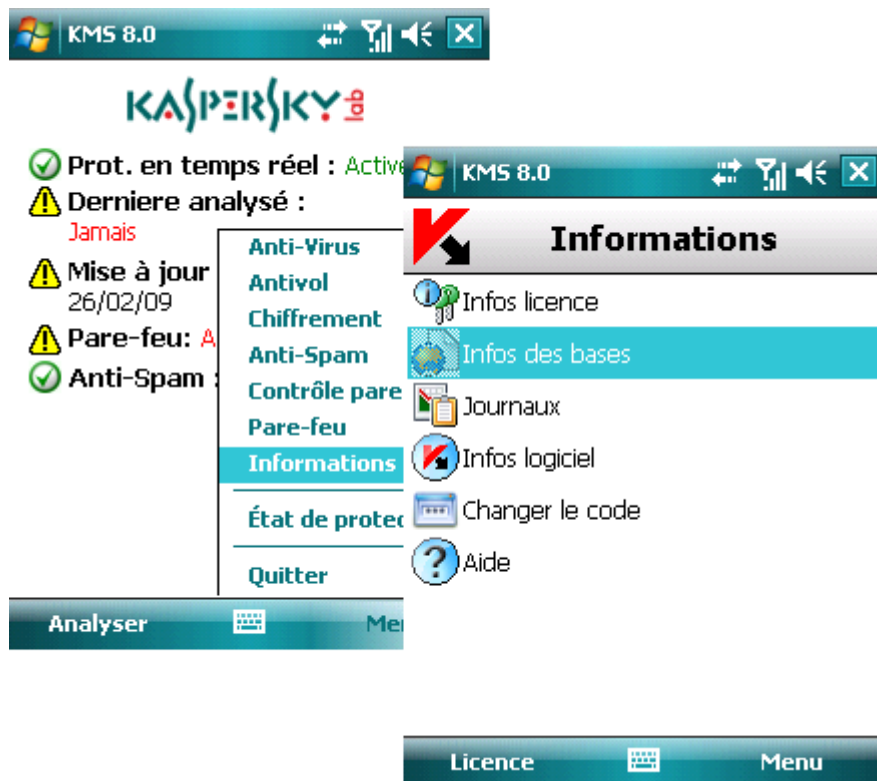 KMS 8.0
KASPERSKY lab
Prot. en temps réel : Active
Derniere analysé :
Jamais
Mise à jour
26/02/09
Pare-feu: A
Anti-Spam :
Anti-Virus
Antivol
Chiffrement
Anti-Spam
Contrôle pare
Pare-feu
Informations
État de protec
Quitter
Analyser
Me
KMS 8.0
Informations
Infos licence
Infos des bases
Journaux
Infos logiciel
Changer le code
Aide
Licence
Menu